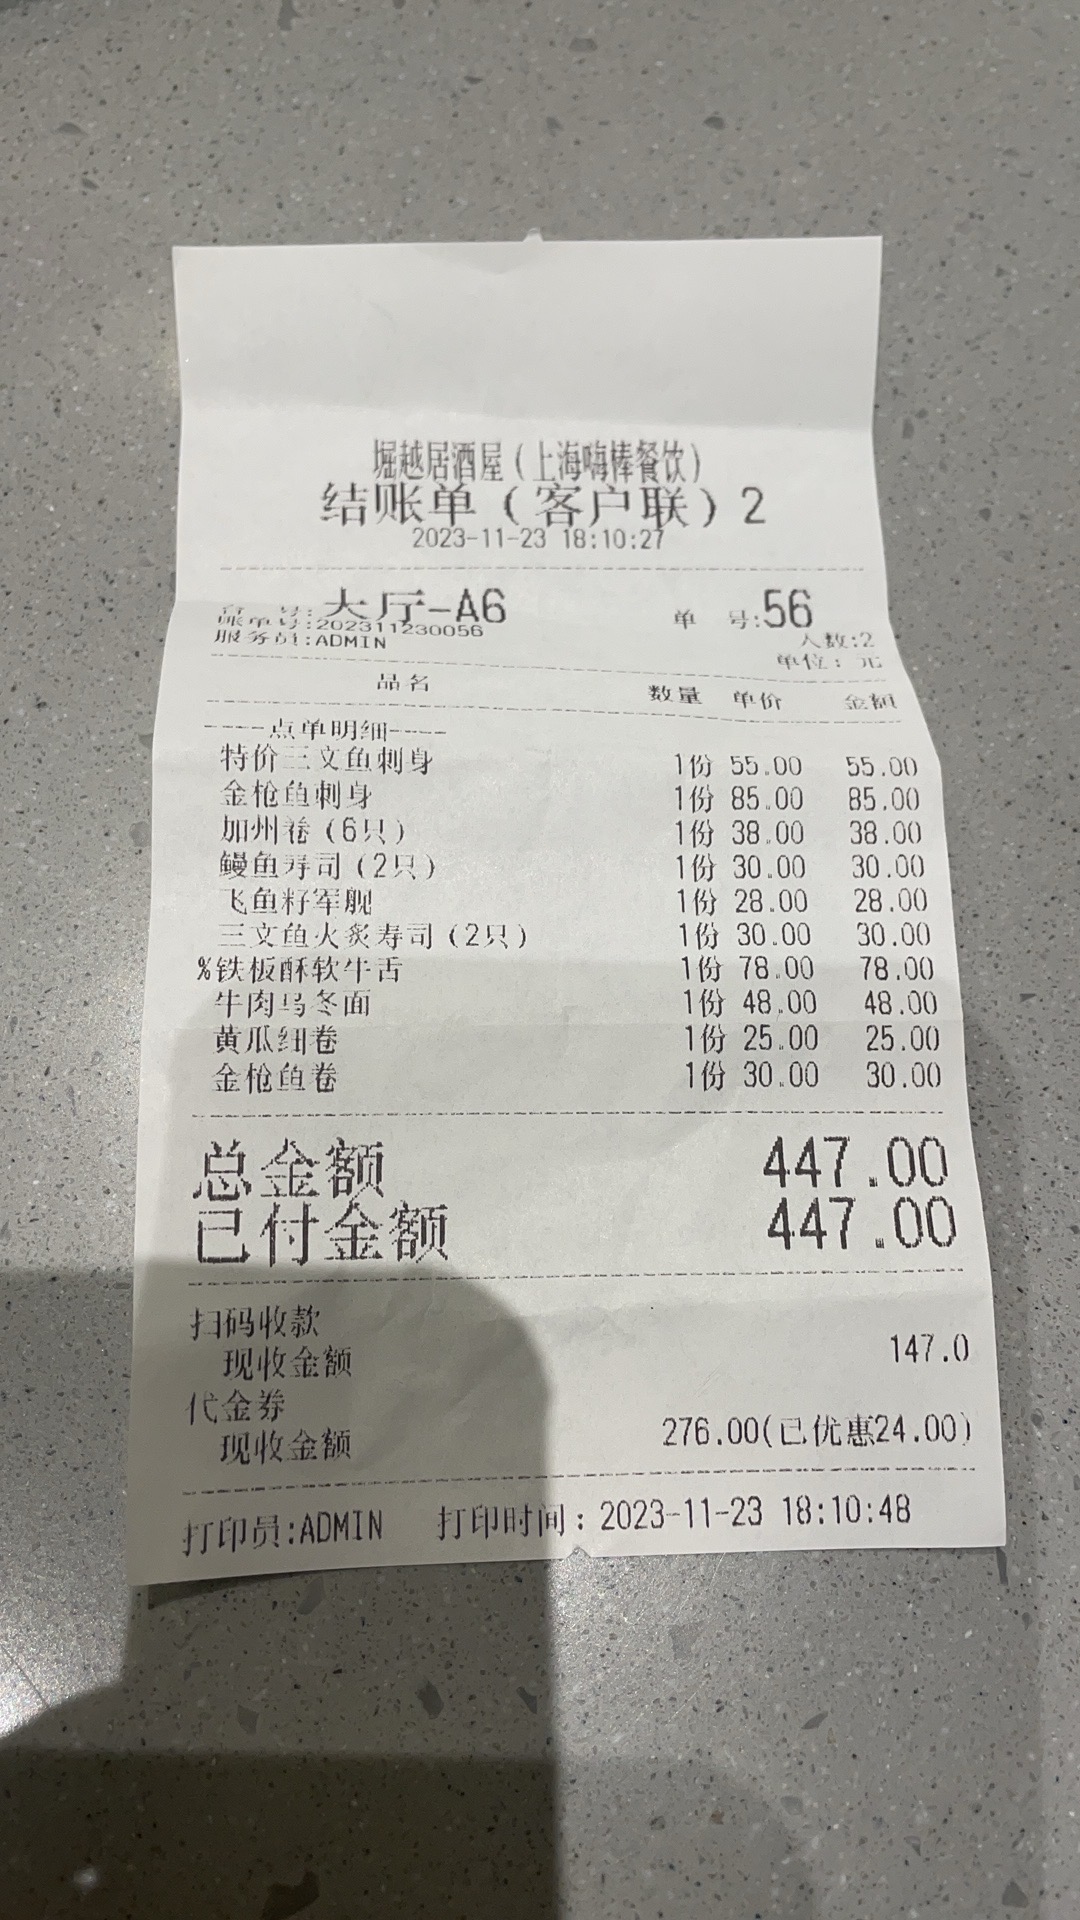 堀越居酒屋（上海嗨棒餐饮）
结账单（客户联）2
2023-11-23 18:10:27
台 号:大厅-A6 单 号:56
账单号:202311230056
服务员:ADMIN 人数:2
单位：元
品名 数量 单价 金额
----点单明细----
特价三文鱼刺身 1份 55.00 55.00
金枪鱼刺身 1份 85.00 85.00
加州卷（6只） 1份 38.00 38.00
鳗鱼寿司（2只） 1份 30.00 30.00
飞鱼籽军舰 1份 28.00 28.00
三文鱼火炙寿司（2只） 1份 30.00 30.00
%铁板酥软牛舌 1份 78.00 78.00
牛肉乌冬面 1份 48.00 48.00
黄瓜细卷 1份 25.00 25.00
金枪鱼卷 1份 30.00 30.00
总金额 447.00
已付金额 447.00
扫码收款
现收金额 147.0
代金券
现收金额 276.00(已优惠24.00)
打印员:ADMIN 打印时间：2023-11-23 18:10:48